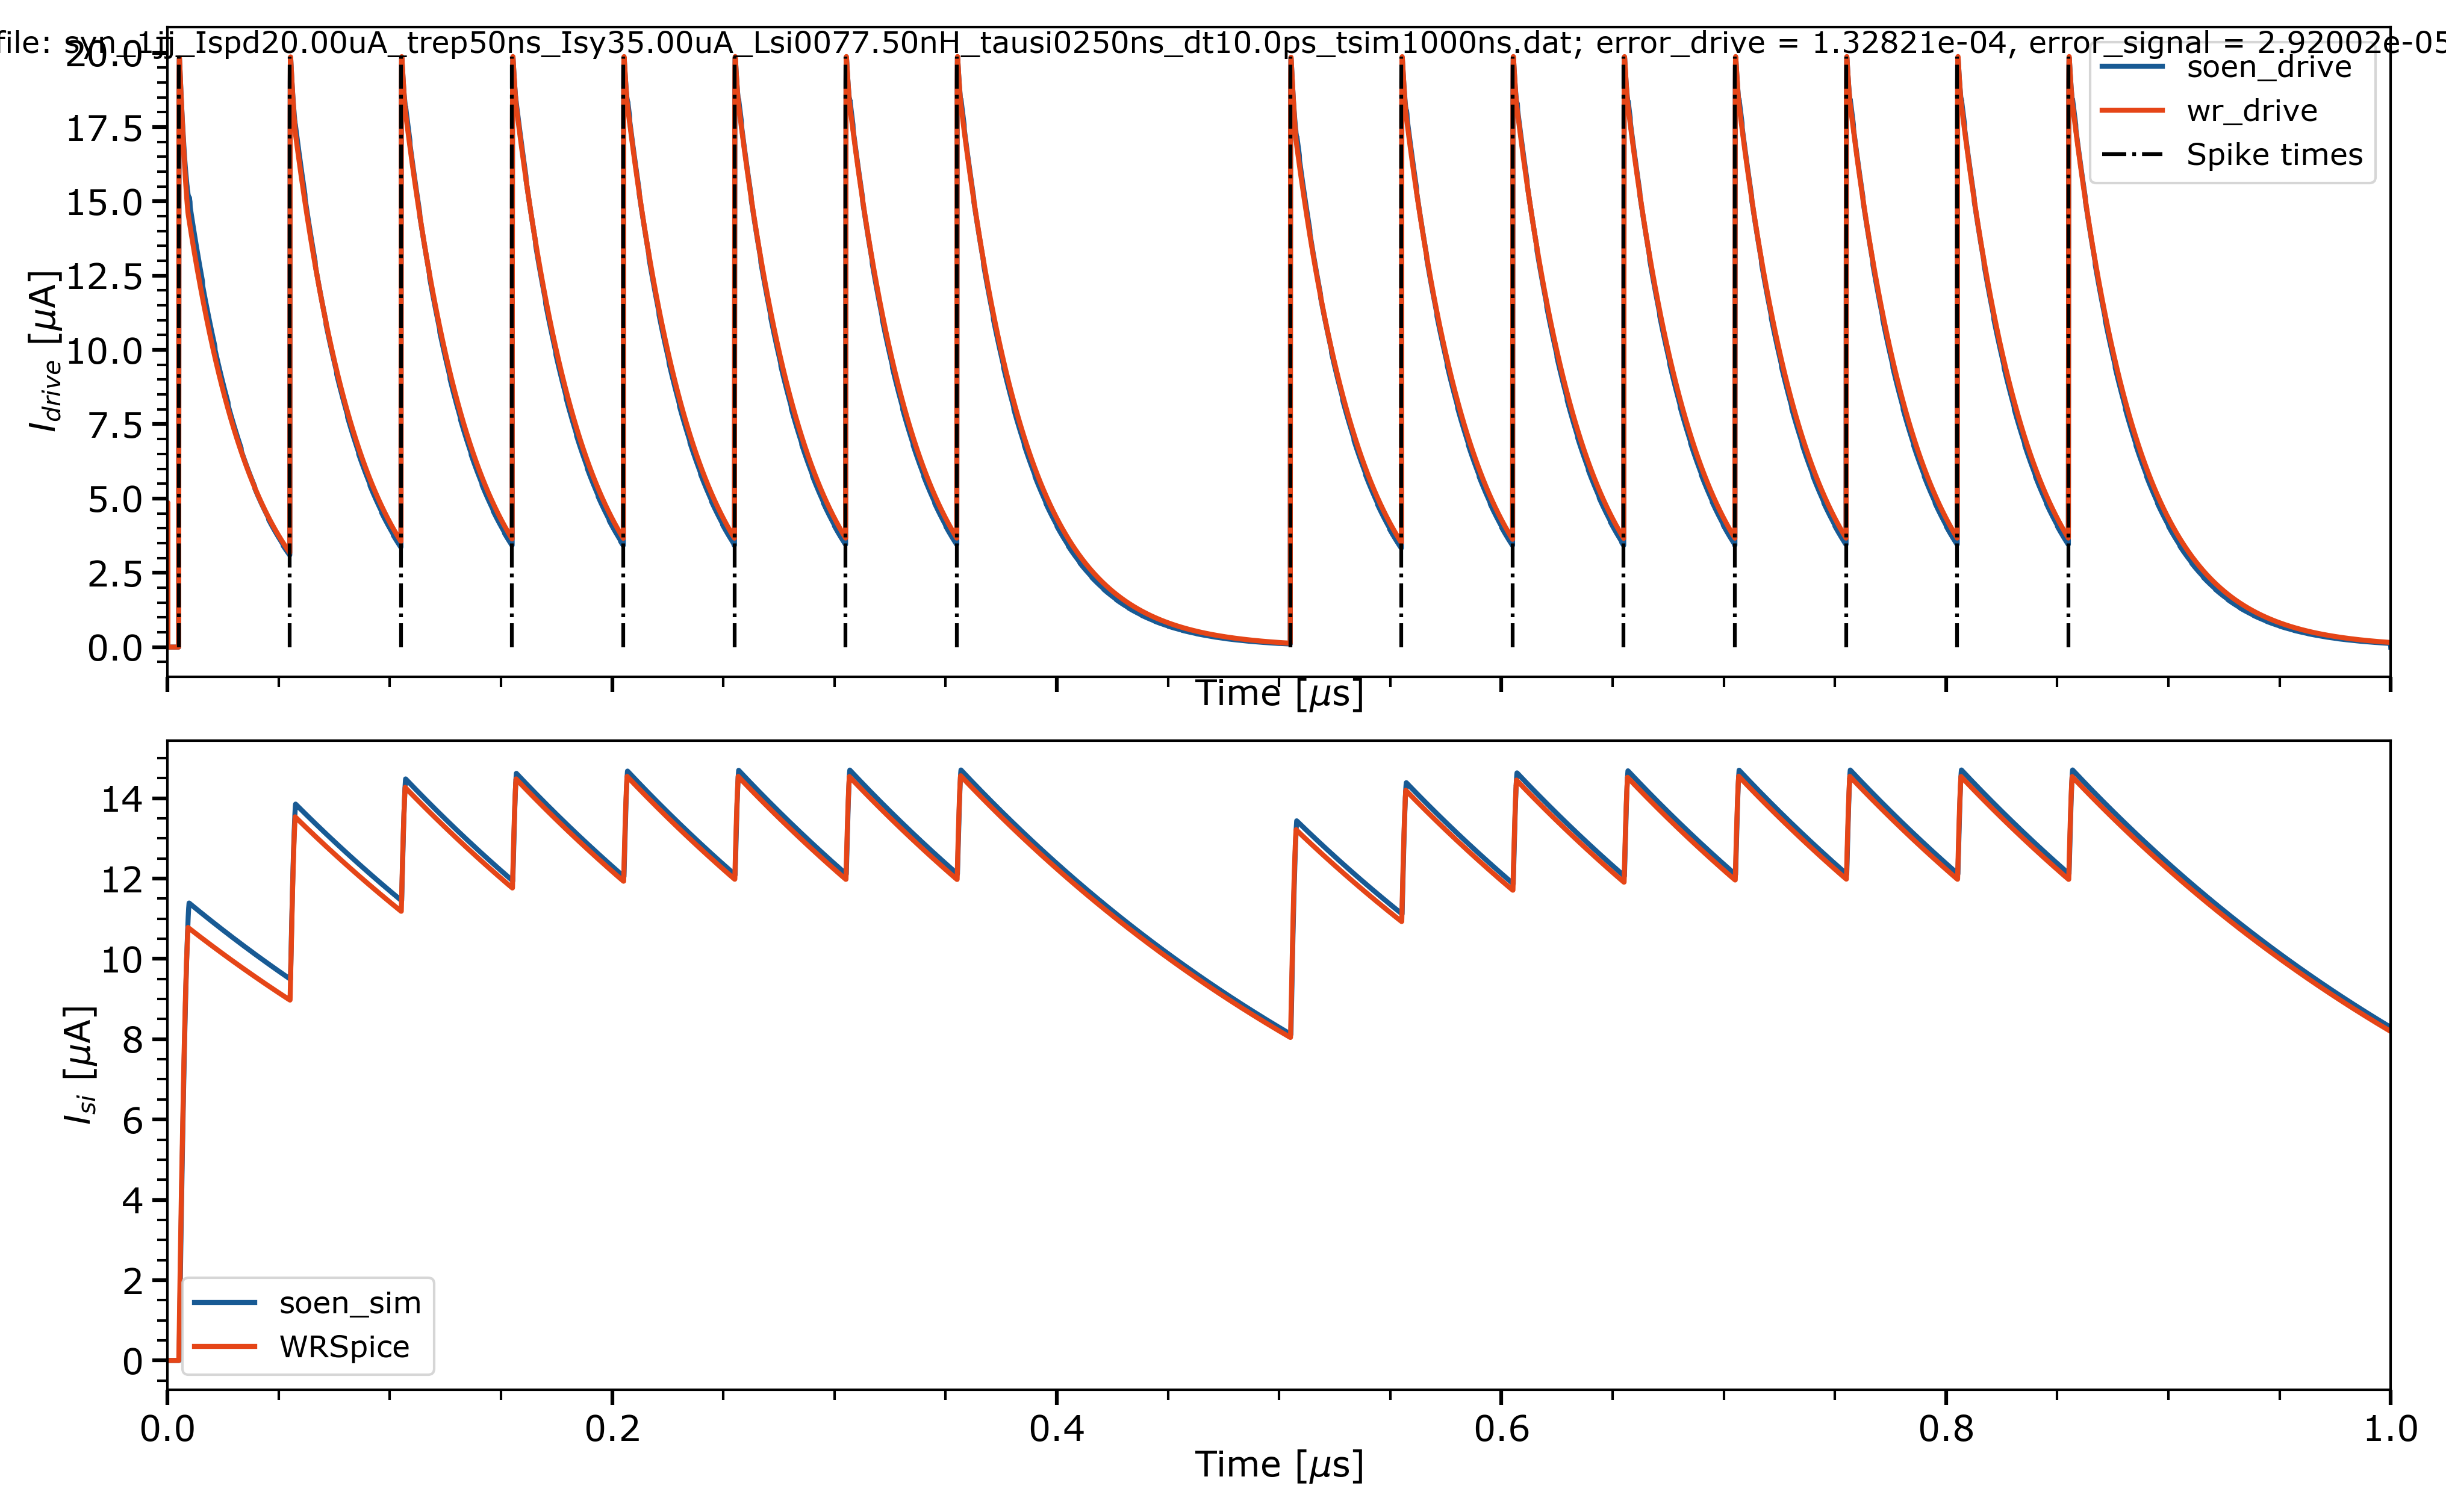 file: syn_1jj_Ispd20.00uA_trep50ns_Isy35.00uA_Lsi0077.50nH_tausi0250ns_dt10.0ps_tsim1000ns.dat; error_drive = 1.32821e-04, error_signal = 2.92002e-05
20.0
17.5
15.0
12.5
10.0
7.5
5.0
2.5
0.0
I_drive [μA]
soen_drive
wr_drive
Spike times
Time [μs]
14
12
10
8
6
4
2
0
I_si [μA]
soen_sim
WRSpice
0.0 0.2 0.4 0.6 0.8 1.0
Time [μs]